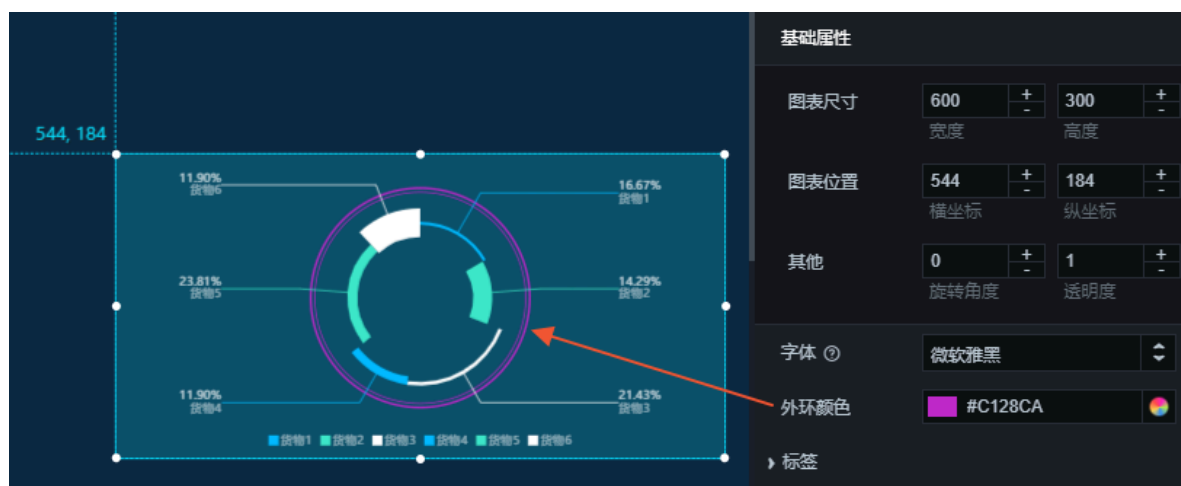 544, 184
11.90%
货物6
16.67%
货物1
23.81%
货物5
14.29%
货物2
11.90%
货物4
21.43%
货物3
货物1 货物2 货物3 货物4 货物5 货物6
基础属性
图表尺寸 600 + - 300 + -
宽度 高度
图表位置 544 + - 184 + -
横坐标 纵坐标
其他 0 + - 1 + -
旋转角度 透明度
字体 ? 微软雅黑
外环颜色 #C128CA
标签